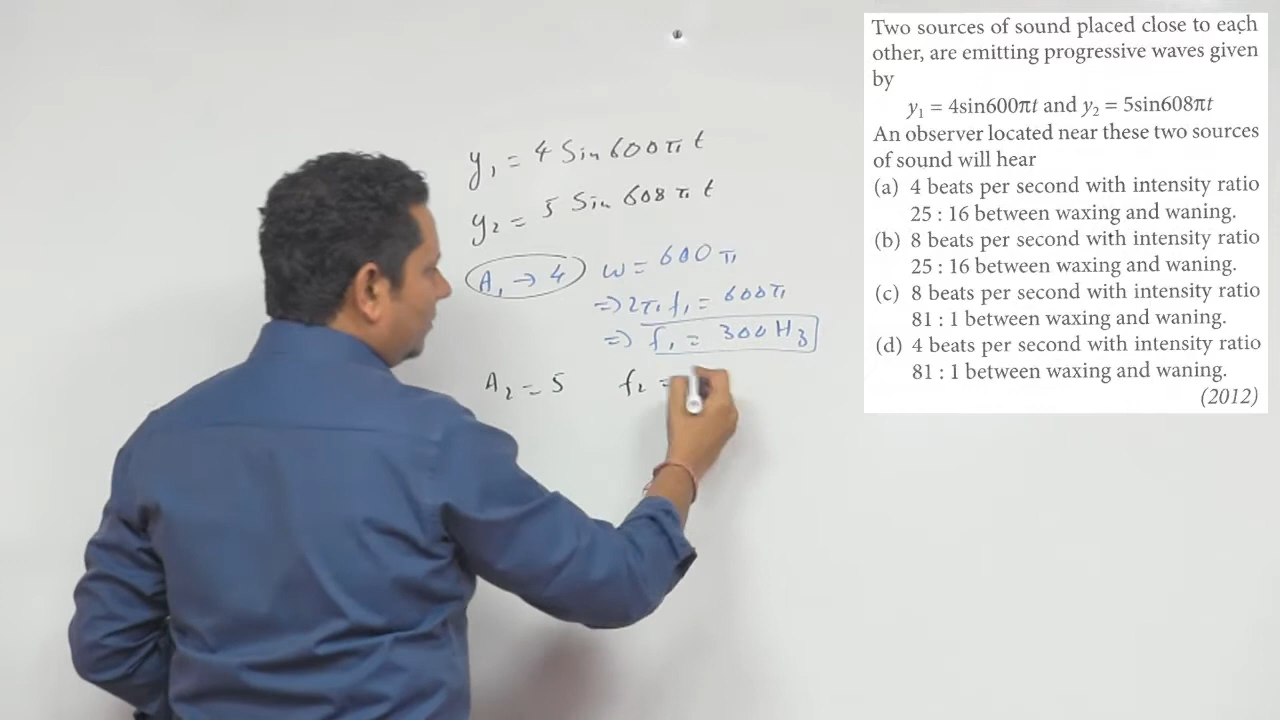 y₁ = 4 Sin 600 π t
y₂ = 5 Sin 608 π t
A₁ → 4 ω = 600 π
⇒ 2π f₁ = 600π
⇒ f₁ = 300 Hz
A₂ = 5 f₂ =
Two sources of sound placed close to each
other, are emitting progressive waves given
by
y₁ = 4sin600πt and y₂ = 5sin608πt
An observer located near these two sources
of sound will hear
(a) 4 beats per second with intensity ratio
25 : 16 between waxing and waning.
(b) 8 beats per second with intensity ratio
25 : 16 between waxing and waning.
(c) 8 beats per second with intensity ratio
81 : 1 between waxing and waning.
(d) 4 beats per second with intensity ratio
81 : 1 between waxing and waning.
(2012)